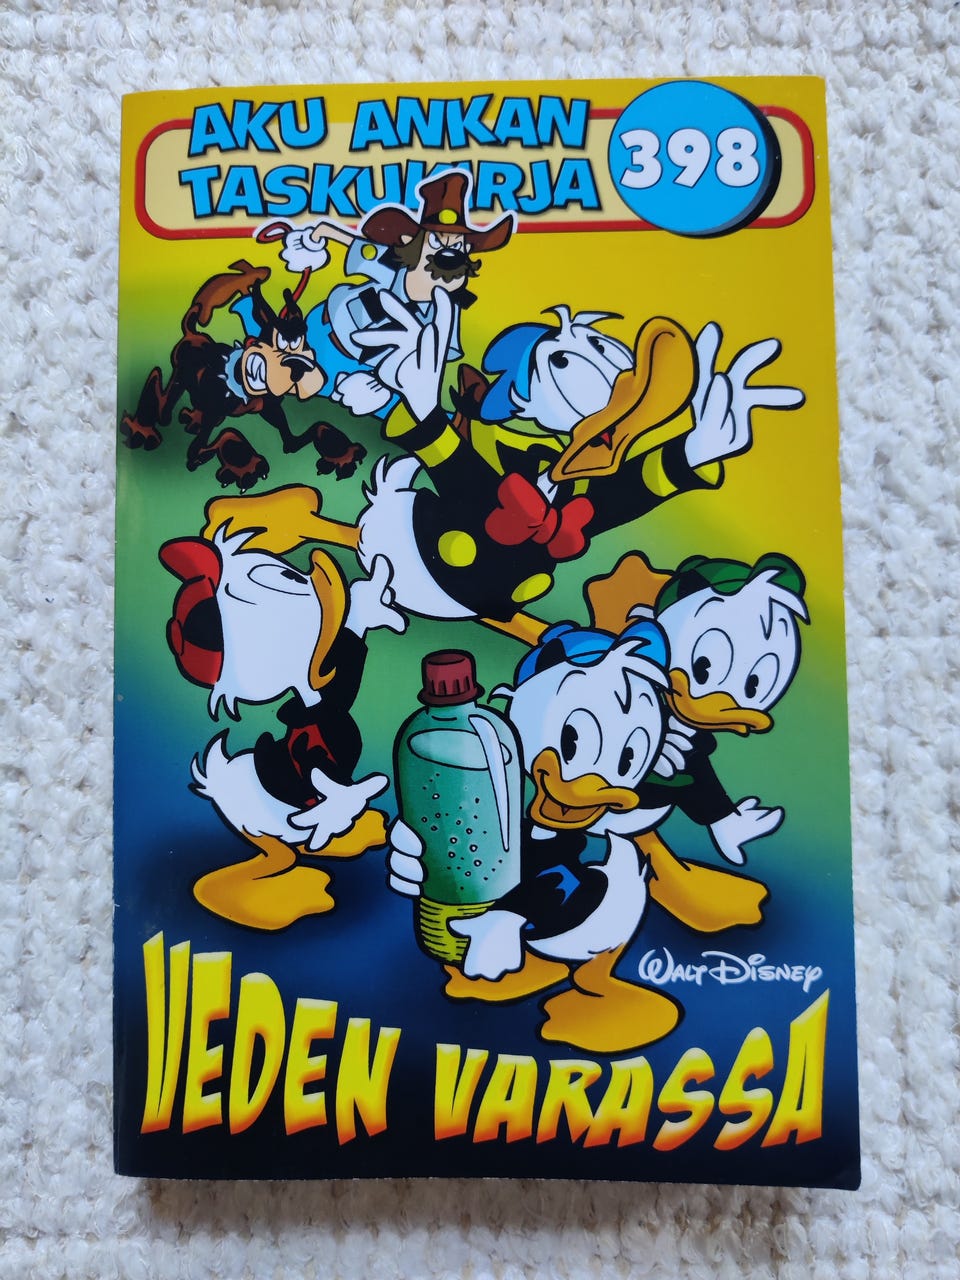 AKU ANKAN
TASKUKIRJA
398
WALT DISNEY
VEDEN VARASSA